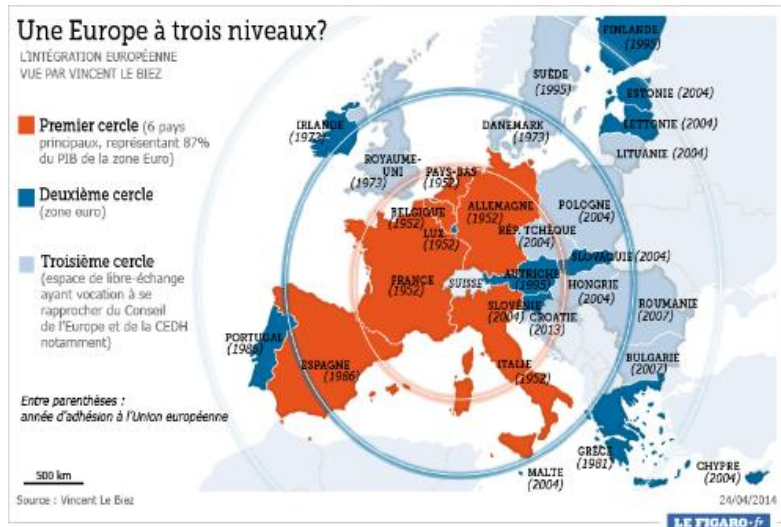 Une Europe à trois niveaux?
L'INTÉGRATION EUROPÉENNE
VUE PAR VINCENT LE BIEZ
Premier cercle (6 pays
principaux, représentant 87%
du PIB de la zone Euro)
Deuxième cercle
(zone euro)
Troisième cercle
(espace de libre-échange
ayant vocation à se
rapprocher du Conseil
de l'Europe et de la CEDH
notamment)
Entre parenthèses :
année d'adhésion à l'Union européenne
500 km
Source : Vincent Le Biez
FINLANDE
(1995)
SUÈDE
(1995)
ESTONIE (2004)
LETTONIE (2004)
LITUANIE (2004)
IRLANDE
(1973)
DANEMARK
(1973)
ROYAUME-
UNI
(1973)
PAYS-BAS
(1952)
ALLEMAGNE
(1952)
POLOGNE
(2004)
BELGIQUE
(1952)
LUX.
(1952)
RÉP. TCHÈQUE
(2004)
SLOVAQUIE (2004)
FRANCE
(1952)
SUISSE
AUTRICHE
(1995)
HONGRIE
(2004)
SLOVÉNIE
(2004)
CROATIE
(2013)
ROUMANIE
(2007)
BULGARIE
(2007)
PORTUGAL
(1986)
ESPAGNE
(1986)
ITALIE
(1952)
GRÈCE
(1981)
MALTE
(2004)
CHYPRE
(2004)
24/04/2014
LE FIGARO·fr